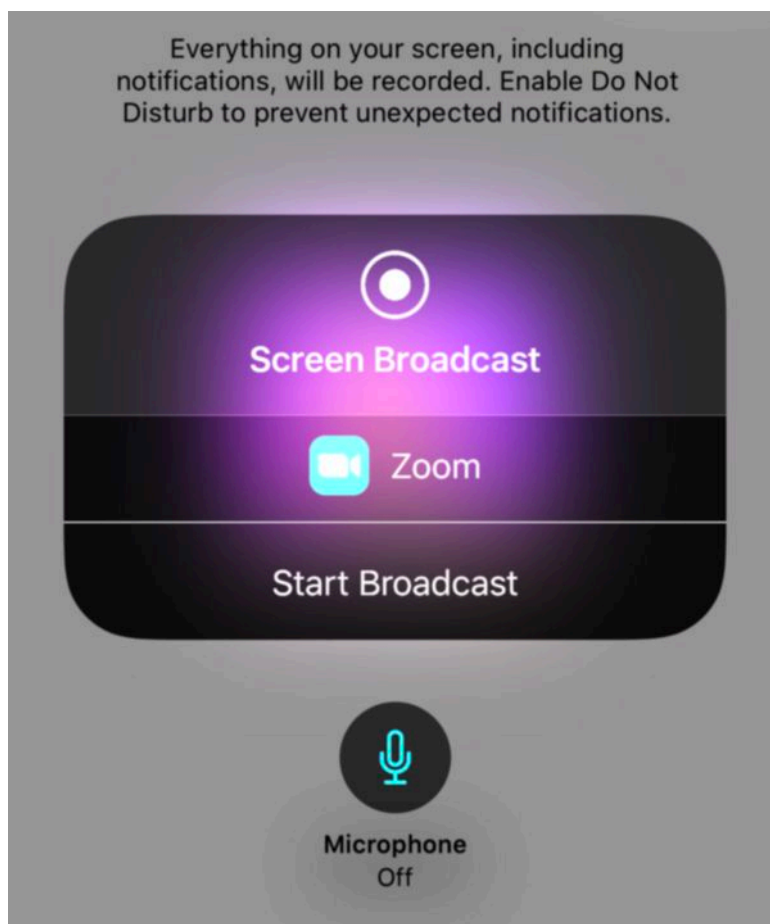 Everything on your screen, including
notifications, will be recorded. Enable Do Not
Disturb to prevent unexpected notifications.
Screen Broadcast
Zoom
Start Broadcast
Microphone
Off